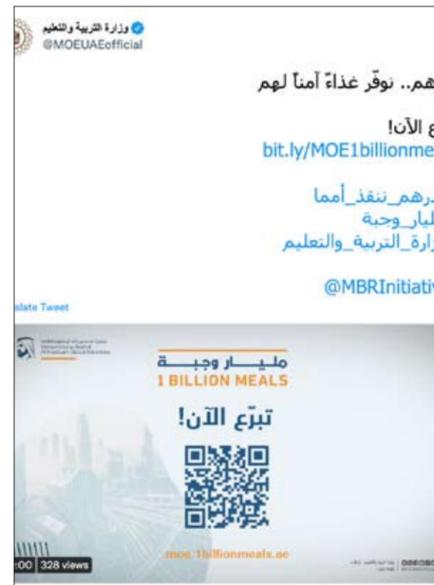 وزارة التربية والتعليم
@MOEUAEofficial
هم.. نوفّر غذاءً آمناً لهم
ع الآن!
bit.ly/MOE1billionme
درهم_ننقذ_أمما
ليار_وجبة
زارة_التربية_والتعليم
@MBRInitiativ
slate Tweet
مليار وجبة
1 BILLION MEALS
تبرّع الآن!
moe.1billionmeals.ae
:00 328 views